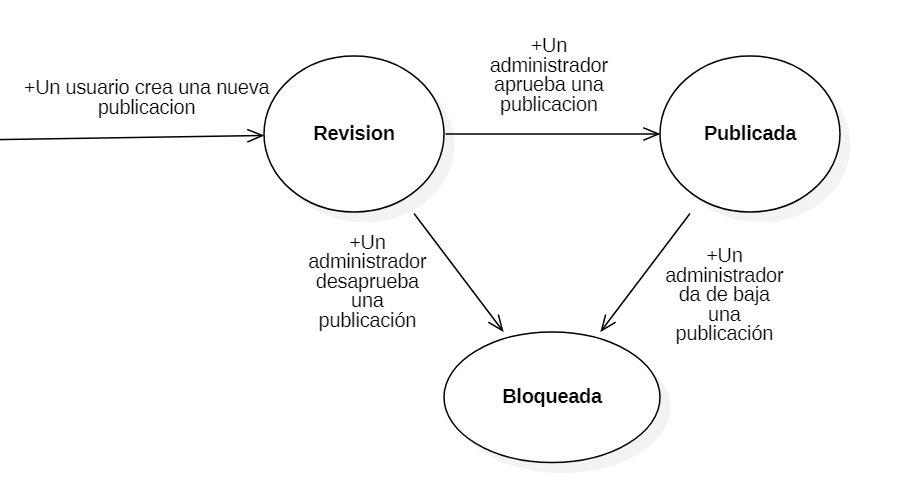 +Un usuario crea una nueva
publicacion
Revision
+Un
administrador
aprueba una
publicacion
Publicada
+Un
administrador
desaprueba
una
publicación
+Un
administrador
da de baja
una
publicación
Bloqueada